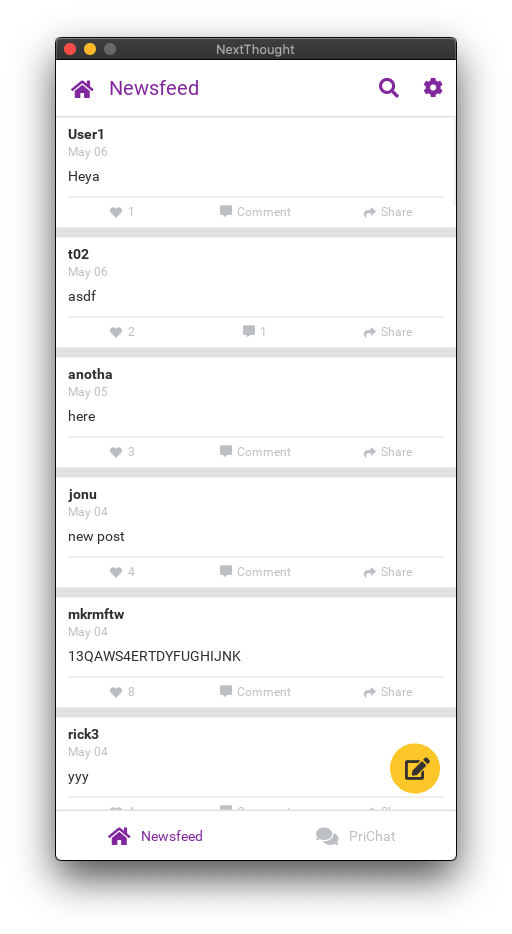 NextThought
Newsfeed
User1
May 06
Heya
1 Comment Share
t02
May 06
asdf
2 1 Share
anotha
May 05
here
3 Comment Share
jonu
May 04
new post
4 Comment Share
mkrmftw
May 04
13QAWS4ERTDYFUGHIJNK
8 Comment Share
rick3
May 04
yyy
Newsfeed PriChat